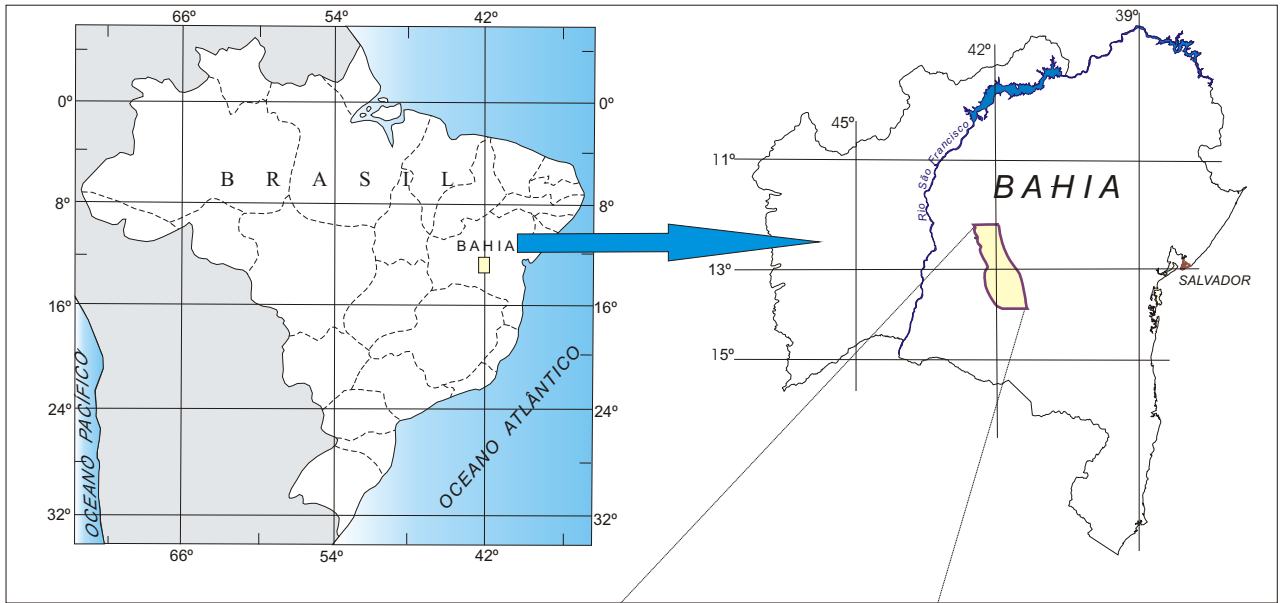 66º 54º 42º
0º 0º
B R A S I L
8º 8º
BAHIA
16º 16º
24º 24º
32º 32º
66º 54º 42º
OCEANO PACÍFICO
OCEANO ATLÂNTICO
39º
42º
45º
Rio São Francisco
11º
BAHIA
13º
SALVADOR
15º